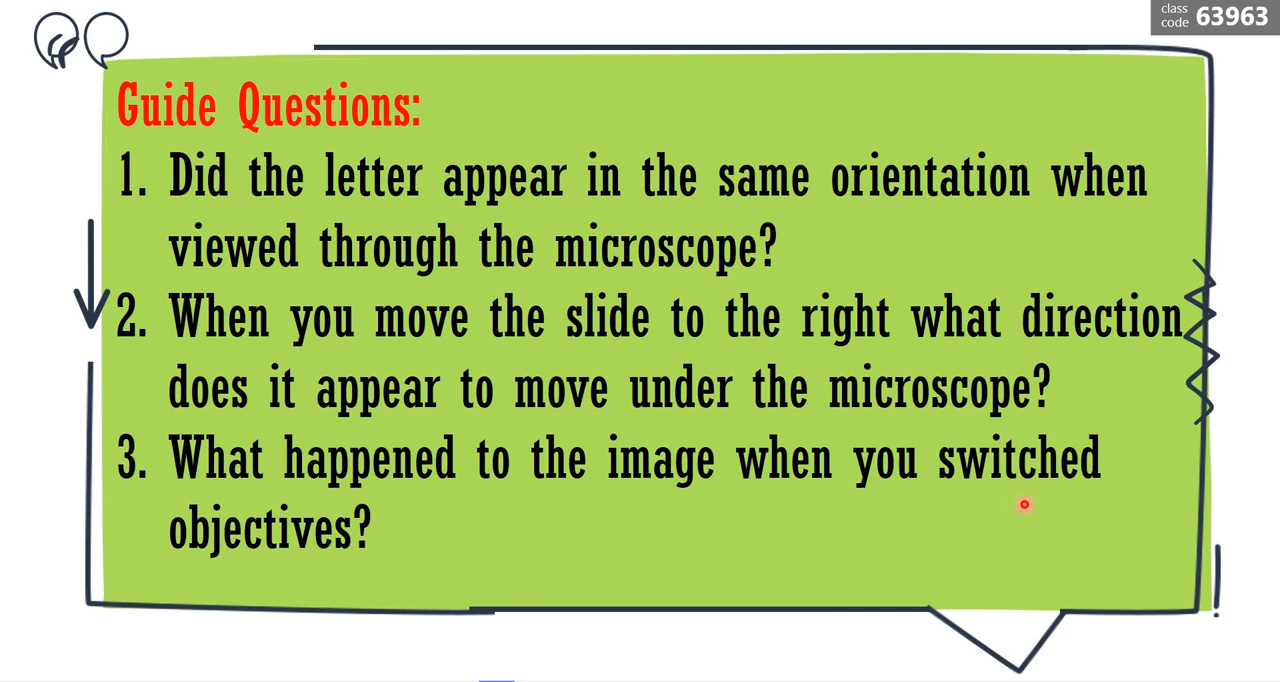 class
code 63963
Guide Questions:
1. Did the letter appear in the same orientation when
viewed through the microscope?
2. When you move the slide to the right what direction
does it appear to move under the microscope?
3. What happened to the image when you switched
objectives?